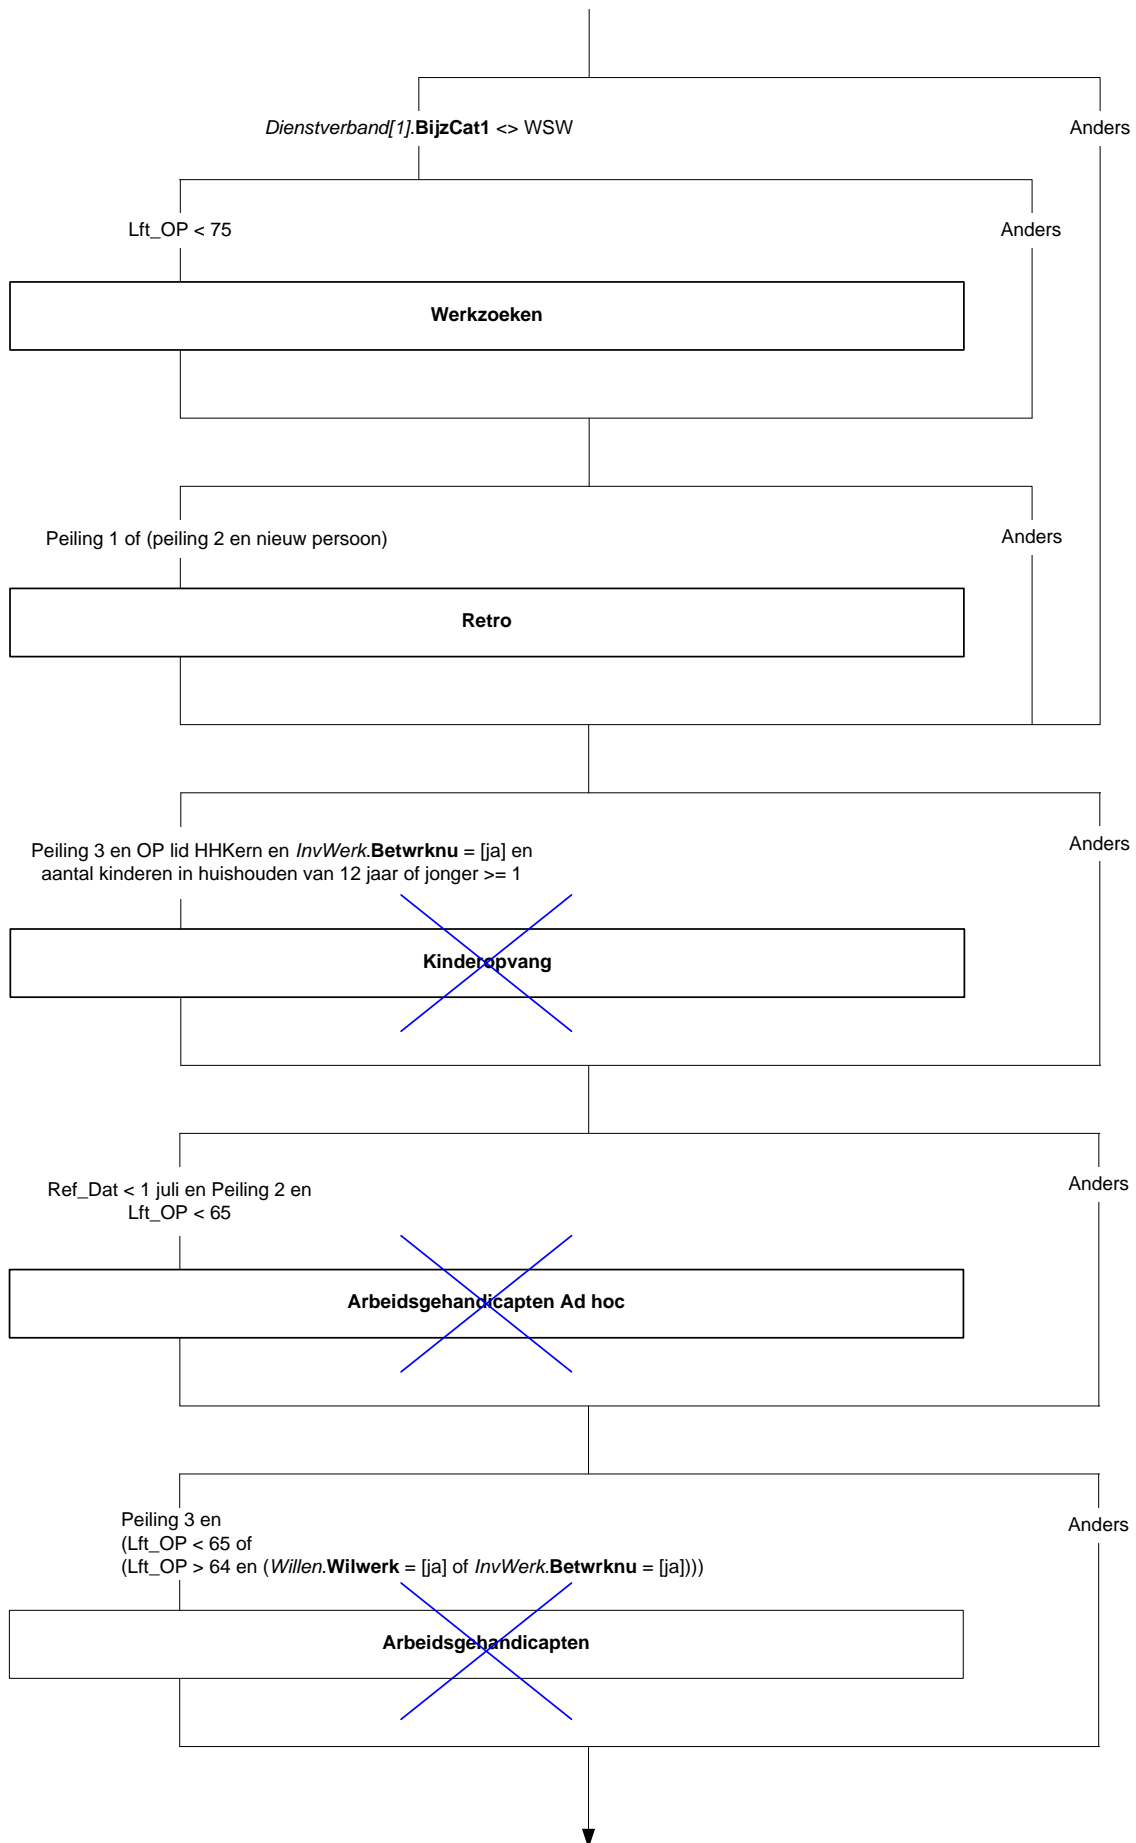 Dienstverband[1].BijzCat1 <> WSW
Anders
Lft_OP < 75
Anders
Werkzoeken
Peiling 1 of (peiling 2 en nieuw persoon)
Anders
Retro
Peiling 3 en OP lid HHKern en InvWerk.Betwrknu = [ja] en
aantal kinderen in huishouden van 12 jaar of jonger >= 1
Anders
Kinderopvang
Ref_Dat < 1 juli en Peiling 2 en
Lft_OP < 65
Anders
Arbeidsgehandicapten Ad hoc
Peiling 3 en
(Lft_OP < 65 of
(Lft_OP > 64 en (Willen.Wilwerk = [ja] of InvWerk.Betwrknu = [ja])))
Anders
Arbeidsgehandicapten